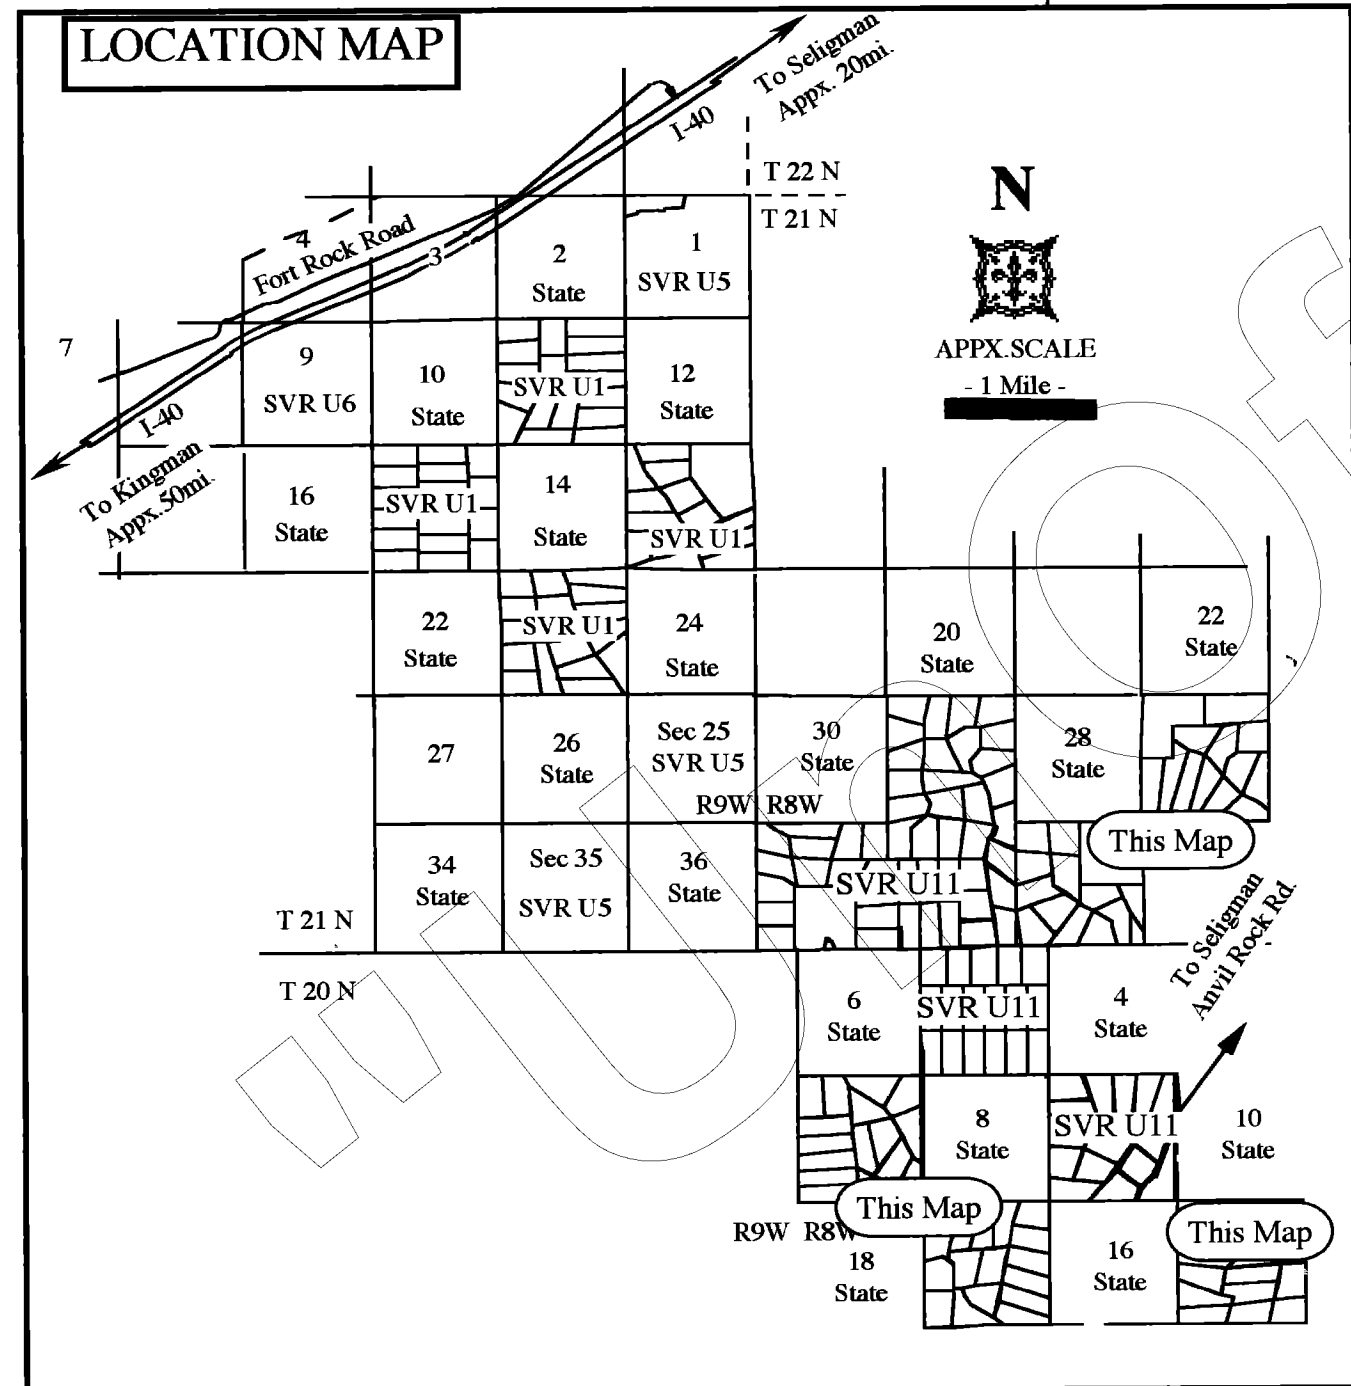 LOCATION MAP
To Seligman
Appx. 20mi.
I-40
T 22 N
T 21 N
N
4
Fort Rock Road
3
2
State
1
SVR U5
APPX.SCALE
- 1 Mile -
7
9
SVR U6
10
State
SVR U1
12
State
I-40
To Kingman
Appx.50mi.
16
State
SVR U1
14
State
SVR U1
22
State
SVR U1
24
State
20
State
22
State
27
26
State
Sec 25
SVR U5
30
State
28
State
R9W R8W
This Map
34
State
Sec 35
SVR U5
36
State
SVR U11
T 21 N
T 20 N
To Seligman
Anvil Rock Rd.
6
State
SVR U11
4
State
8
State
SVR U11
10
State
This Map
This Map
R9W R8W
18
State
16
State